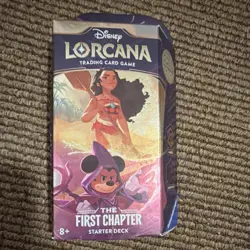 Disney
LORCANA
TRADING CARD GAME
THE
FIRST CHAPTER
STARTER DECK
8+